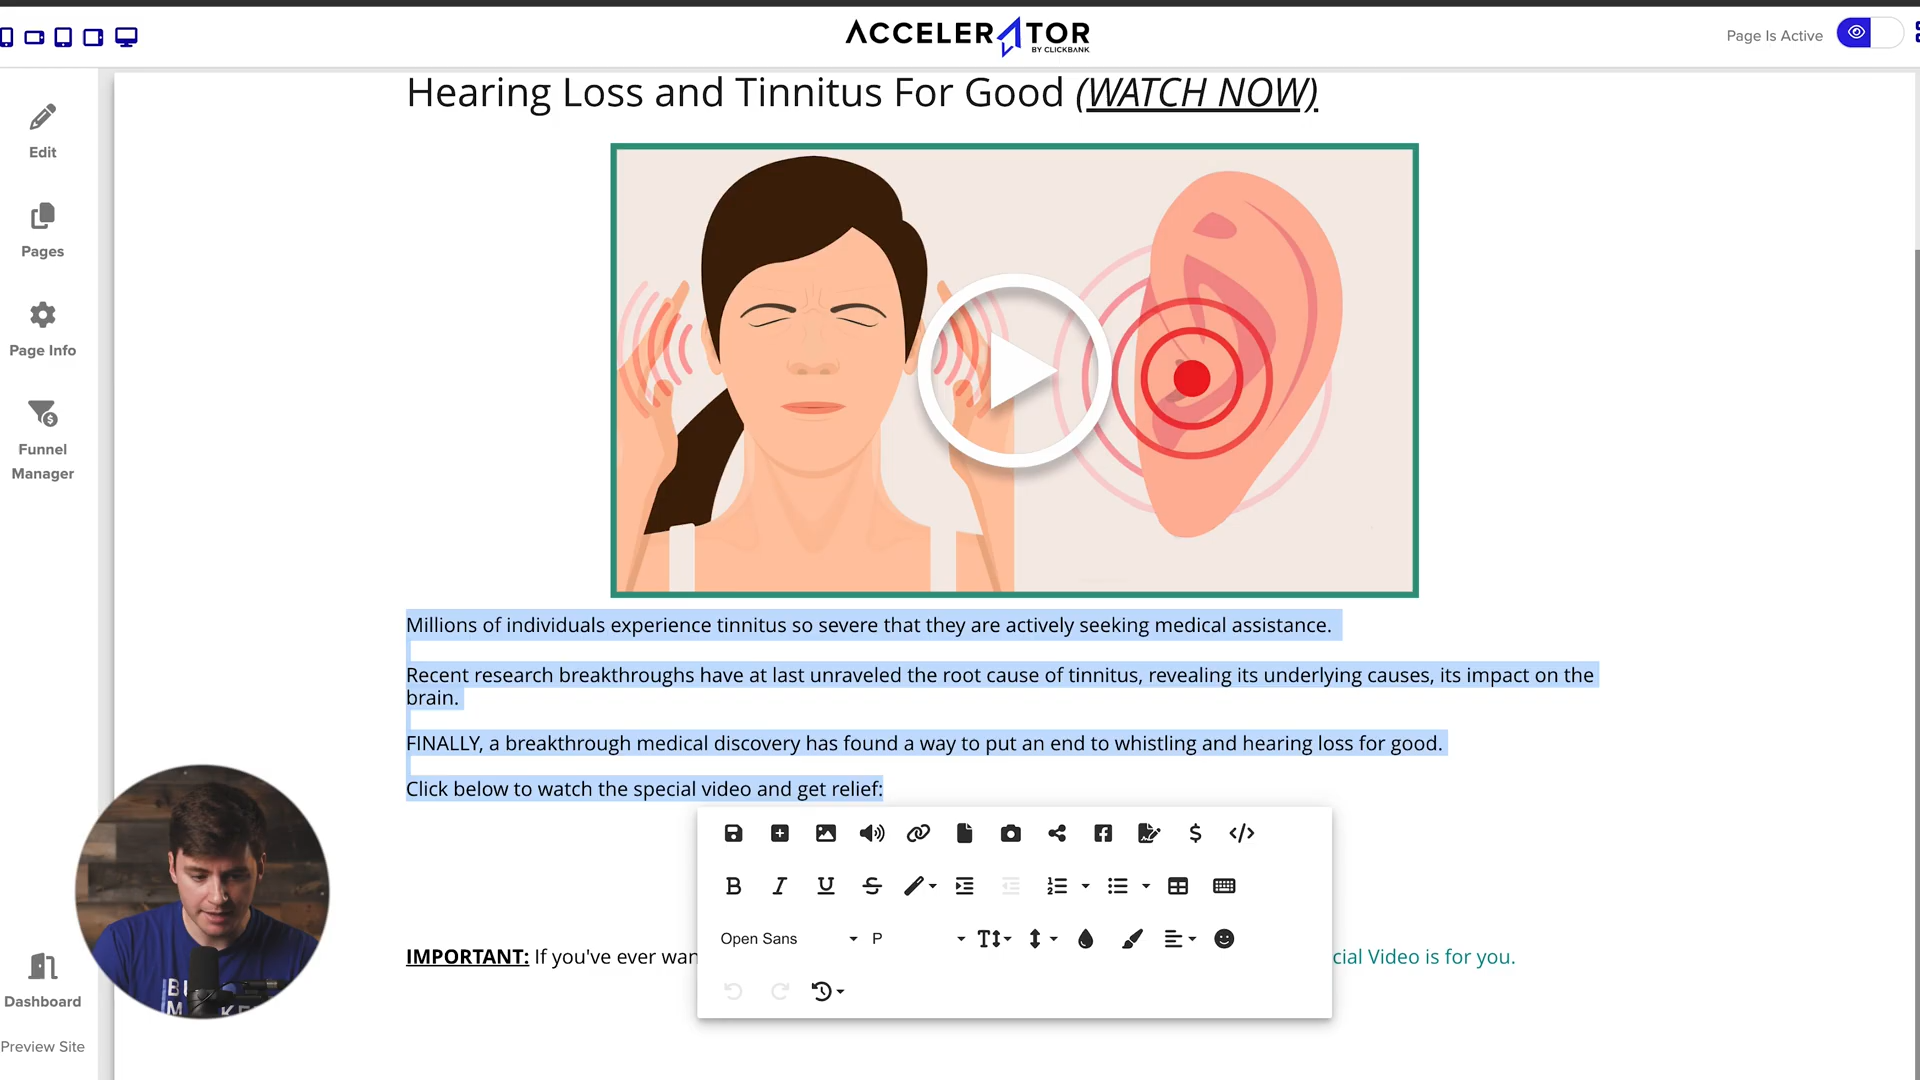 ACCELERATOR
BY CLICKBANK
Page Is Active
Hearing Loss and Tinnitus For Good (WATCH NOW)
Edit
Pages
Page Info
Funnel
Manager
Millions of individuals experience tinnitus so severe that they are actively seeking medical assistance.
Recent research breakthroughs have at last unraveled the root cause of tinnitus, revealing its underlying causes, its impact on the
brain.
FINALLY, a breakthrough medical discovery has found a way to put an end to whistling and hearing loss for good.
Click below to watch the special video and get relief:
Open Sans P
IMPORTANT: If you've ever wan cial Video is for you.
Dashboard
Preview Site